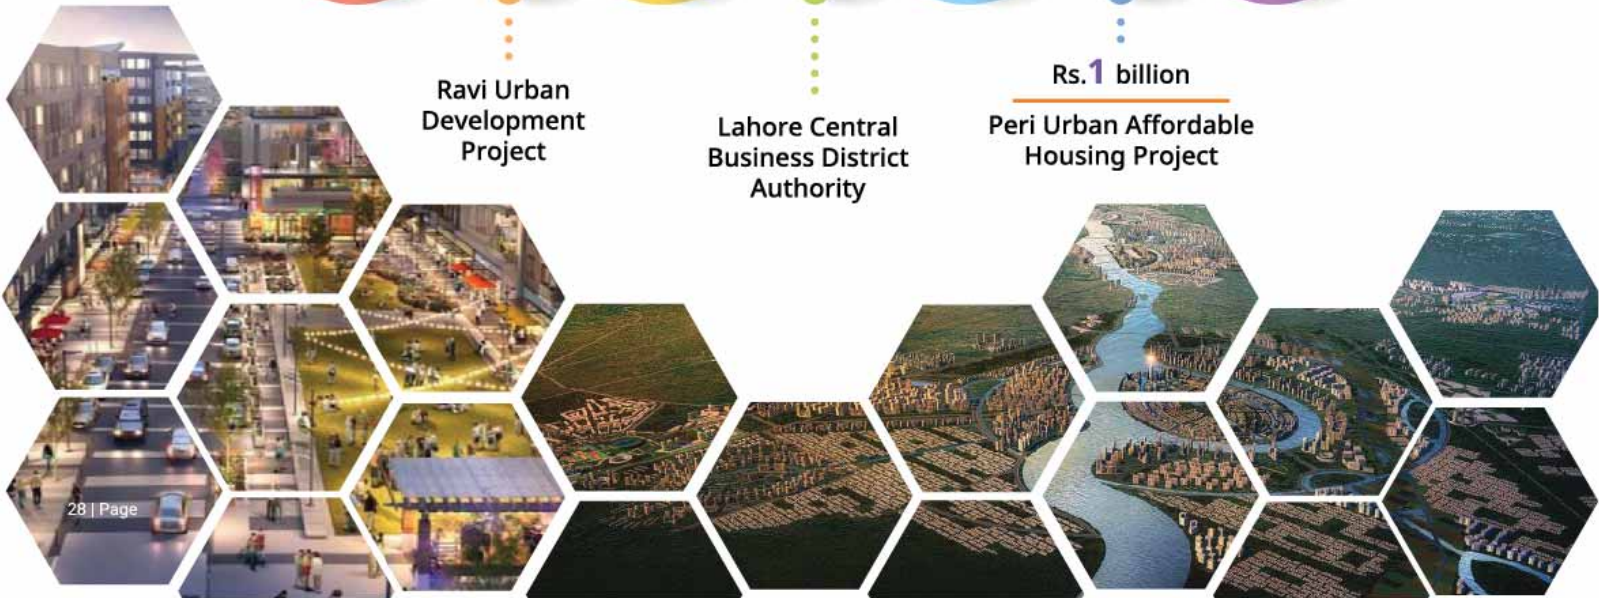 Ravi Urban
Development
Project
Lahore Central
Business District
Authority
Rs.1 billion
Peri Urban Affordable
Housing Project
28 | Page